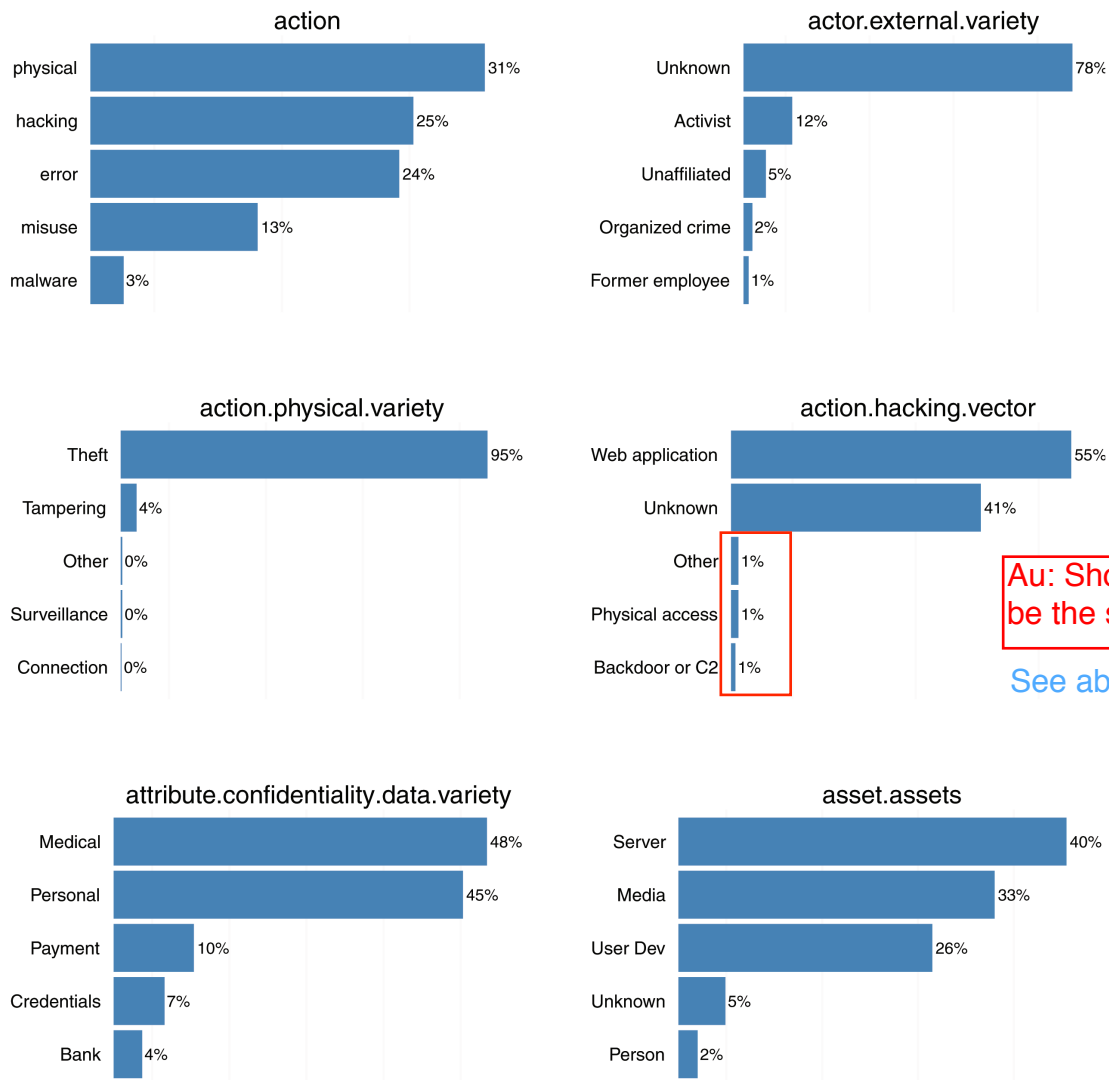 action
physical 31%
hacking 25%
error 24%
misuse 13%
malware 3%
actor.external.variety
Unknown 78%
Activist 12%
Unaffiliated 5%
Organized crime 2%
Former employee 1%
action.physical.variety
Theft 95%
Tampering 4%
Other 0%
Surveillance 0%
Connection 0%
action.hacking.vector
Web application 55%
Unknown 41%
Other 1%
Physical access 1%
Backdoor or C2 1%
Au:
be the
See
attribute.confidentiality.data.variety
Medical 48%
Personal 45%
Payment 10%
Credentials 7%
Bank 4%
asset.assets
Server 40%
Media 33%
User Dev 26%
Unknown 5%
Person 2%